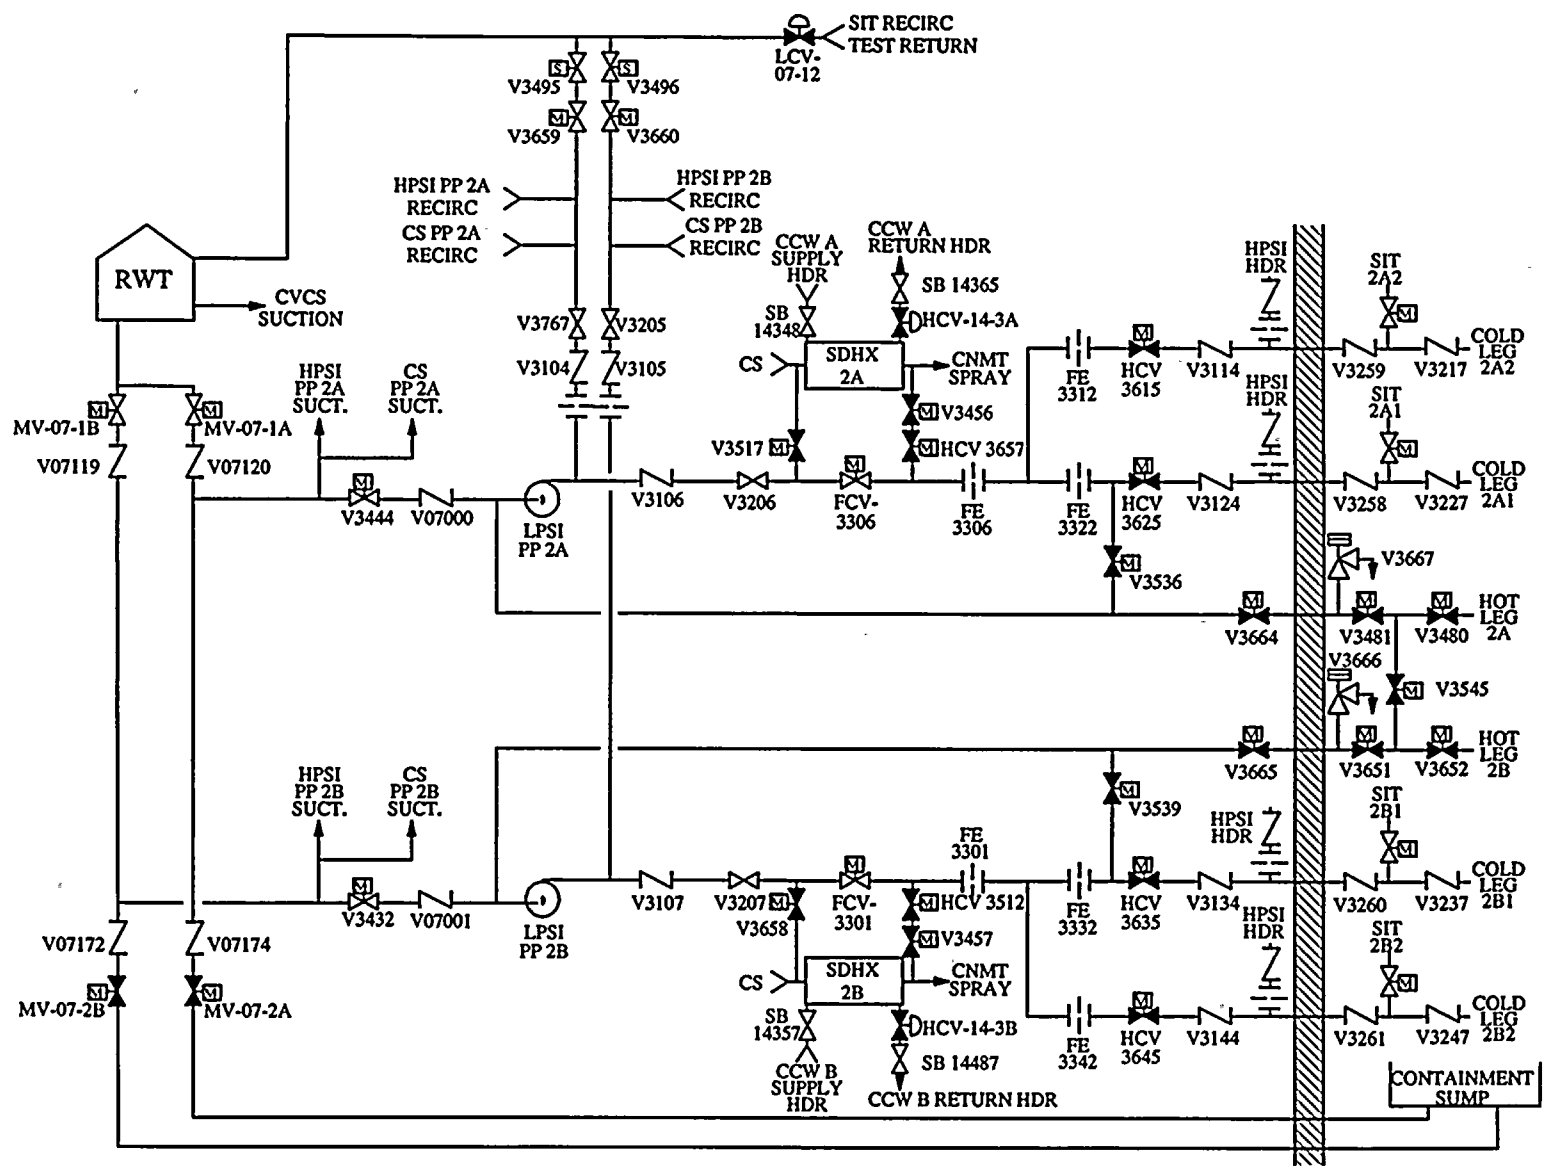 SIT RECIRC
TEST RETURN
LCV-
07-12
S
V3495
S
V3496
M
V3659
M
V3660
HPSI PP 2A
RECIRC
HPSI PP 2B
RECIRC
CS PP 2A
RECIRC
CS PP 2B
RECIRC
RWT
CVCS
SUCTION
CCW A
SUPPLY
HDR
CCW A
RETURN HDR
SB 14365
SB
14348
HCV-14-3A
V3767
V3205
V3104
V3105
CS
SDHX
2A
CNMT
SPRAY
HPSI
PP 2A
SUCT.
CS
PP 2A
SUCT.
M
MV-07-1B
M
MV-07-1A
V07119
V07120
M
V3444
V07000
LPSI
PP 2A
V3106
V3206
V3517
M
M
FCV-
3306
M
V3456
M
HCV 3657
FE
3306
FE
3312
M
HCV
3615
V3114
HPSI
HDR
V3259
SIT
2A2
M
V3217
COLD
LEG
2A2
FE
3322
M
HCV
3625
V3124
HPSI
HDR
V3258
SIT
2A1
M
V3227
COLD
LEG
2A1
M
V3536
V3667
M
V3664
M
V3481
M
V3480
HOT
LEG
2A
V3666
M
V3545
M
V3665
M
V3651
M
V3652
HOT
LEG
2B
M
V3539
HPSI
PP 2B
SUCT.
CS
PP 2B
SUCT.
M
V3432
V07001
LPSI
PP 2B
V3107
V3207
M
V3658
M
FCV-
3301
M
HCV 3512
M
V3457
FE
3301
FE
3332
M
HCV
3635
V3134
HPSI
HDR
V3260
SIT
2B1
M
V3237
COLD
LEG
2B1
CS
SDHX
2B
CNMT
SPRAY
SB
14357
HCV-14-3B
SB 14487
CCW B
SUPPLY
HDR
CCW B RETURN HDR
FE
3342
M
HCV
3645
V3144
HPSI
HDR
V3261
SIT
2B2
M
V3247
COLD
LEG
2B2
V07172
V07174
M
MV-07-2B
M
MV-07-2A
CONTAINMENT
SUMP